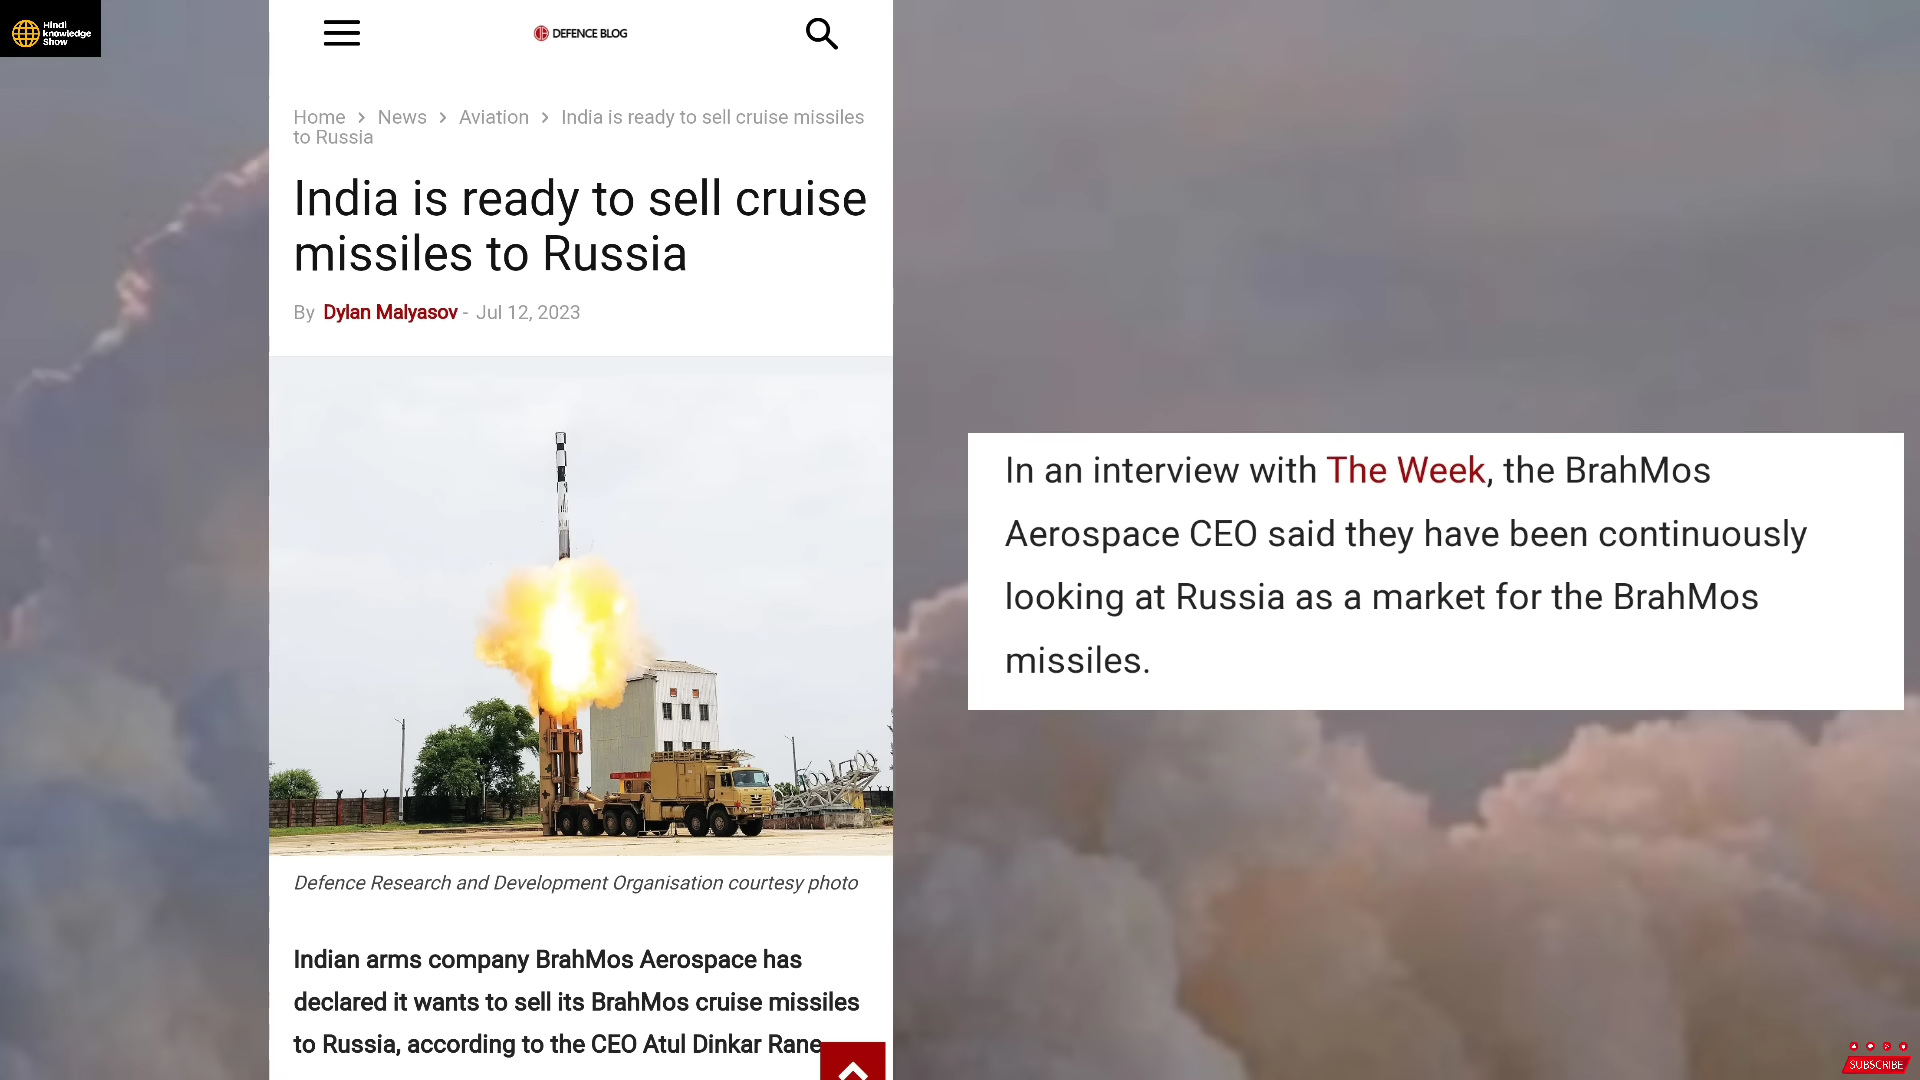 Hindi
knowledge
Show
DEFENCE BLOG
Home > News > Aviation > India is ready to sell cruise missiles
to Russia
India is ready to sell cruise
missiles to Russia
By Dylan Malyasov - Jul 12, 2023
Defence Research and Development Organisation courtesy photo
Indian arms company BrahMos Aerospace has
declared it wants to sell its BrahMos cruise missiles
to Russia, according to the CEO Atul Dinkar Rane
In an interview with The Week, the BrahMos
Aerospace CEO said they have been continuously
looking at Russia as a market for the BrahMos
missiles.
SUBSCRIBE